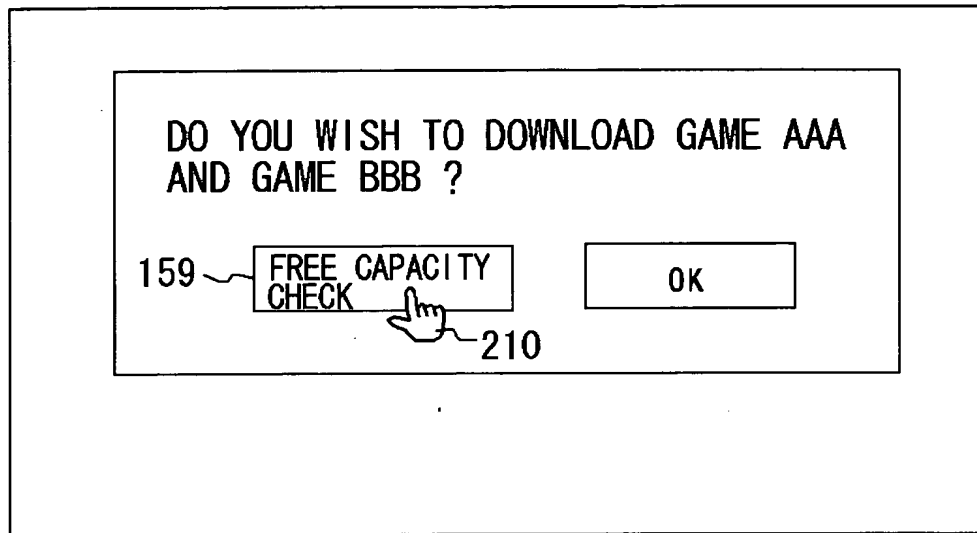 DO YOU WISH TO DOWNLOAD GAME AAA
AND GAME BBB ?
159
FREE CAPACITY
CHECK
OK
210